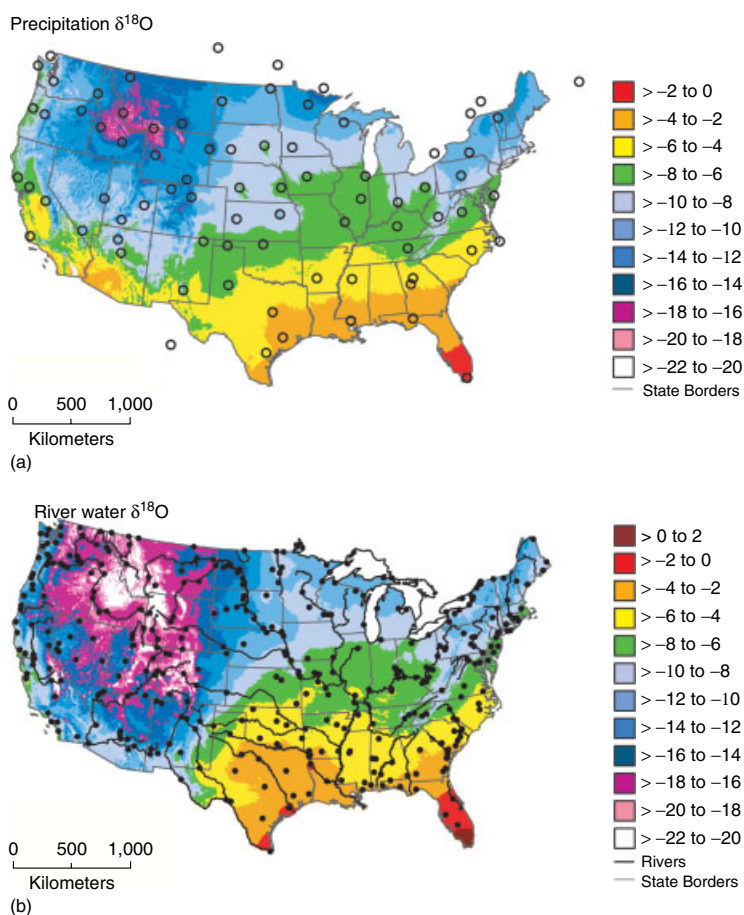 Precipitation δ¹⁸O
> −2 to 0
> −4 to −2
> −6 to −4
> −8 to −6
> −10 to −8
> −12 to −10
> −14 to −12
> −16 to −14
> −18 to −16
> −20 to −18
> −22 to −20
State Borders
0 500 1,000
Kilometers
(a)
River water δ¹⁸O
> 0 to 2
> −2 to 0
> −4 to −2
> −6 to −4
> −8 to −6
> −10 to −8
> −12 to −10
> −14 to −12
> −16 to −14
> −18 to −16
> −20 to −18
> −22 to −20
Rivers
State Borders
0 500 1,000
Kilometers
(b)